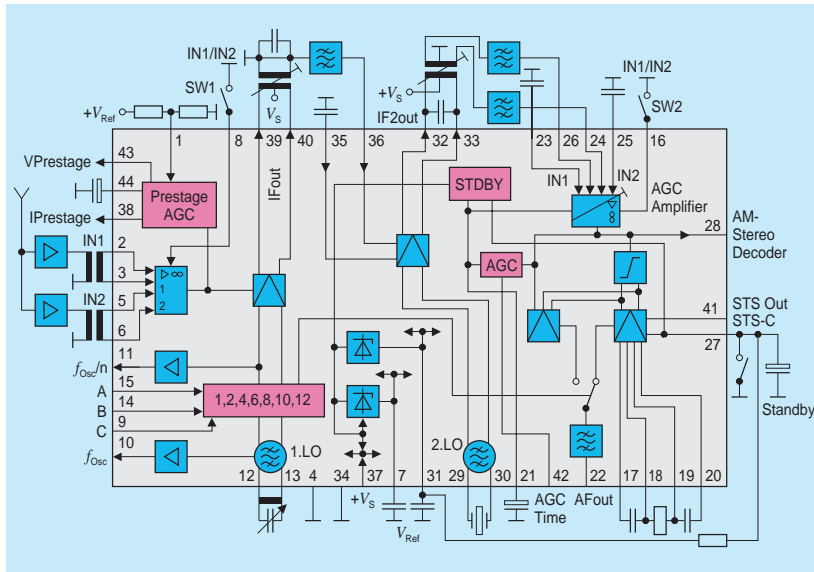 IN1/IN2
SW1
VS
+VRef
+VS
IF2out
IN1/IN2
SW2
1
8
39
40
35
36
32
33
23
26
24
25
16
43
VPrestage
44
38
IPrestage
Prestage
AGC
IFout
STDBY
IN1
IN2
8
AGC
Amplifier
28
AM-
Stereo
Decoder
AGC
IN1
2
3
IN2
5
6
∞
1
2
41
STS Out
STS-C
27
Standby
11
fOsc/n
15
A
14
B
9
C
10
fOsc
1,2,4,6,8,10,12
1.LO
2.LO
12
13
4
34
37
7
31
29
30
21
42
22
17
18
19
20
+VS
VRef
AGC
Time
AFout